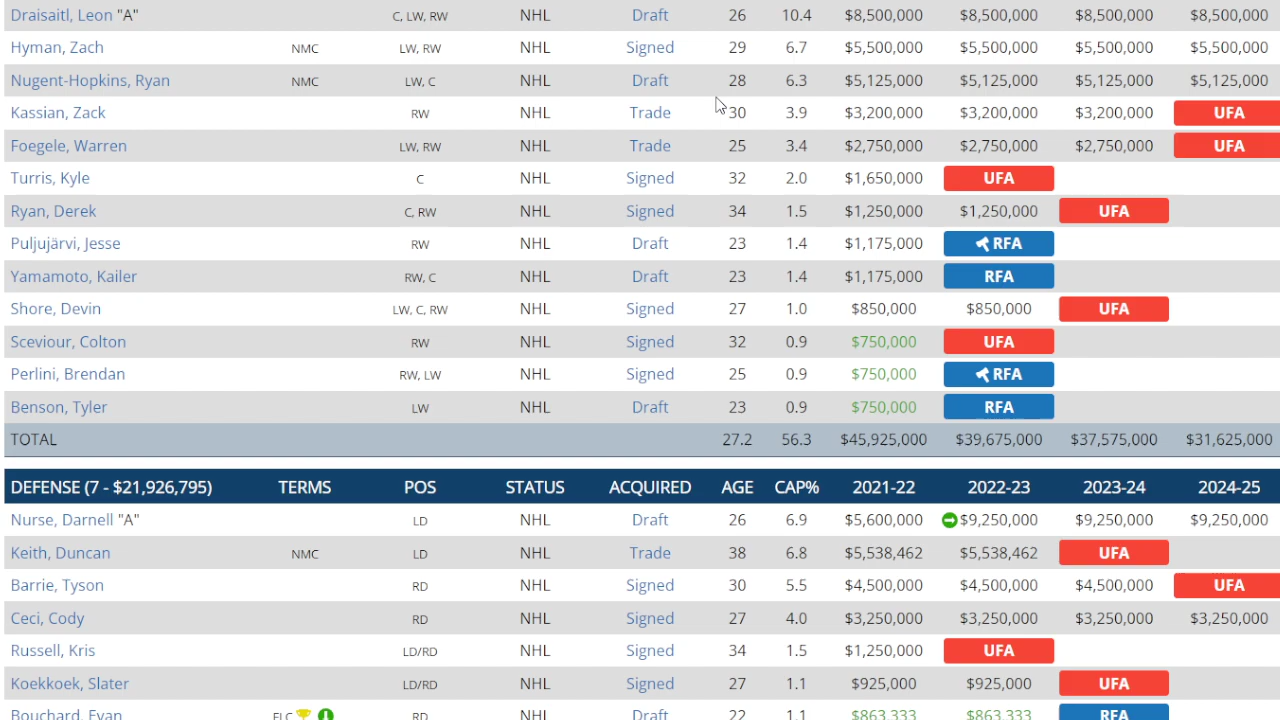 Draisaitl, Leon "A" C, LW, RW NHL Draft 26 10.4 $8,500,000 $8,500,000 $8,500,000 $8,500,000
Hyman, Zach NMC LW, RW NHL Signed 29 6.7 $5,500,000 $5,500,000 $5,500,000 $5,500,000
Nugent-Hopkins, Ryan NMC LW, C NHL Draft 28 6.3 $5,125,000 $5,125,000 $5,125,000 $5,125,000
Kassian, Zack RW NHL Trade 30 3.9 $3,200,000 $3,200,000 $3,200,000 UFA
Foegele, Warren LW, RW NHL Trade 25 3.4 $2,750,000 $2,750,000 $2,750,000 UFA
Turris, Kyle C NHL Signed 32 2.0 $1,650,000 UFA
Ryan, Derek C, RW NHL Signed 34 1.5 $1,250,000 $1,250,000 UFA
Puljujärvi, Jesse RW NHL Draft 23 1.4 $1,175,000 RFA
Yamamoto, Kailer RW, C NHL Draft 23 1.4 $1,175,000 RFA
Shore, Devin LW, C, RW NHL Signed 27 1.0 $850,000 $850,000 UFA
Sceviour, Colton RW NHL Signed 32 0.9 $750,000 UFA
Perlini, Brendan RW, LW NHL Signed 25 0.9 $750,000 RFA
Benson, Tyler LW NHL Draft 23 0.9 $750,000 RFA
TOTAL 27.2 56.3 $45,925,000 $39,675,000 $37,575,000 $31,625,000
DEFENSE (7 - $21,926,795) TERMS POS STATUS ACQUIRED AGE CAP% 2021-22 2022-23 2023-24 2024-25
Nurse, Darnell "A" LD NHL Draft 26 6.9 $5,600,000 $9,250,000 $9,250,000 $9,250,000
Keith, Duncan NMC LD NHL Trade 38 6.8 $5,538,462 $5,538,462 UFA
Barrie, Tyson RD NHL Signed 30 5.5 $4,500,000 $4,500,000 $4,500,000 UFA
Ceci, Cody RD NHL Signed 27 4.0 $3,250,000 $3,250,000 $3,250,000 $3,250,000
Russell, Kris LD/RD NHL Signed 34 1.5 $1,250,000 UFA
Koekkoek, Slater LD/RD NHL Signed 27 1.1 $925,000 $925,000 UFA
Bouchard, Evan ELC RD NHL Draft 22 1.1 $863,333 $863,333 RFA